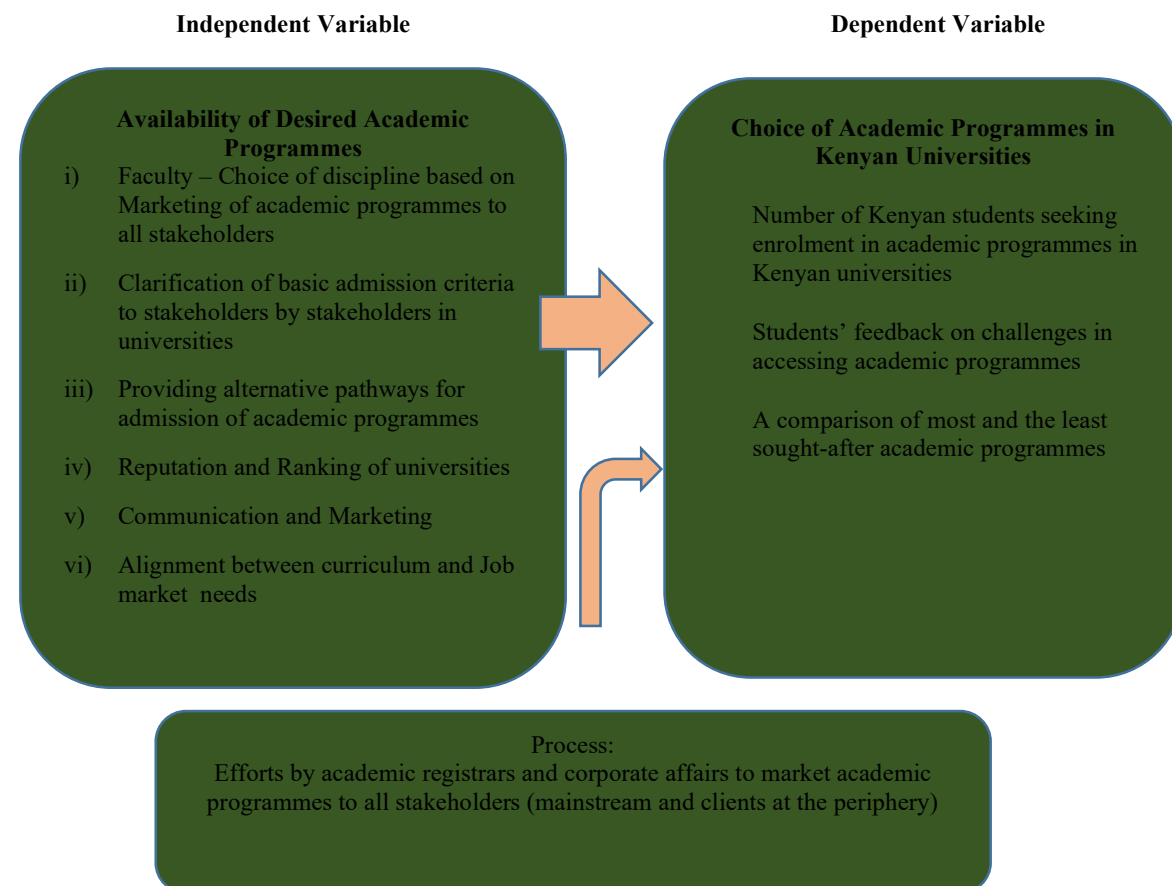 Independent Variable
Dependent Variable
Availability of Desired Academic
Programmes
i) Faculty – Choice of discipline based on
Marketing of academic programmes to
all stakeholders
ii) Clarification of basic admission criteria
to stakeholders by stakeholders in
universities
iii) Providing alternative pathways for
admission of academic programmes
iv) Reputation and Ranking of universities
v) Communication and Marketing
vi) Alignment between curriculum and Job
market needs
Choice of Academic Programmes in
Kenyan Universities
Number of Kenyan students seeking
enrolment in academic programmes in
Kenyan universities
Students’ feedback on challenges in
accessing academic programmes
A comparison of most and the least
sought-after academic programmes
Process:
Efforts by academic registrars and corporate affairs to market academic
programmes to all stakeholders (mainstream and clients at the periphery)